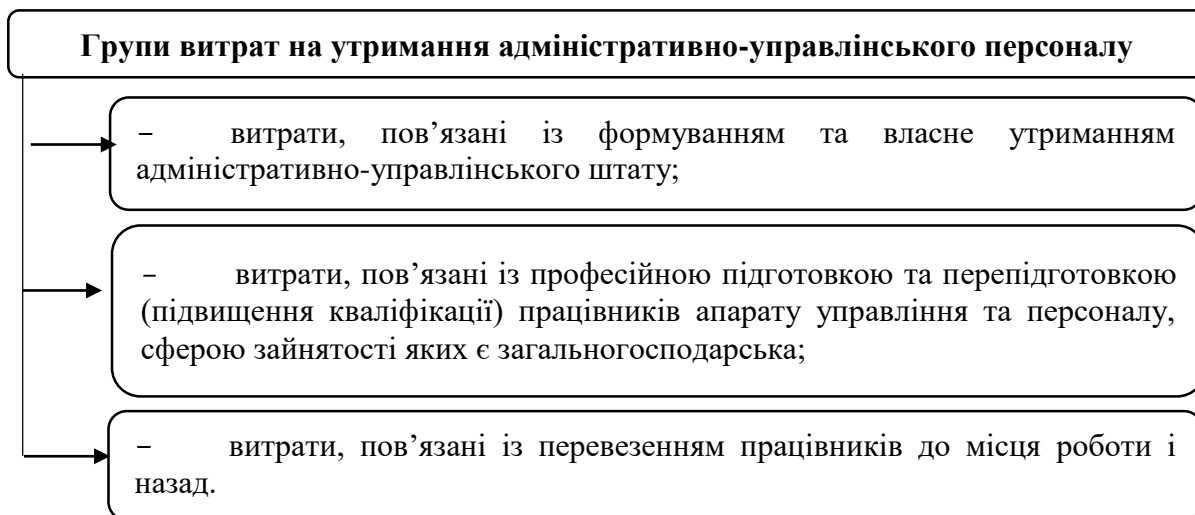 Групи витрат на утримання адміністративно-управлінського персоналу
− витрати, пов’язані із формуванням та власне утриманням
адміністративно-управлінського штату;
− витрати, пов’язані із професійною підготовкою та перепідготовкою
(підвищення кваліфікації) працівників апарату управління та персоналу,
сферою зайнятості яких є загальногосподарська;
− витрати, пов’язані із перевезенням працівників до місця роботи і
назад.